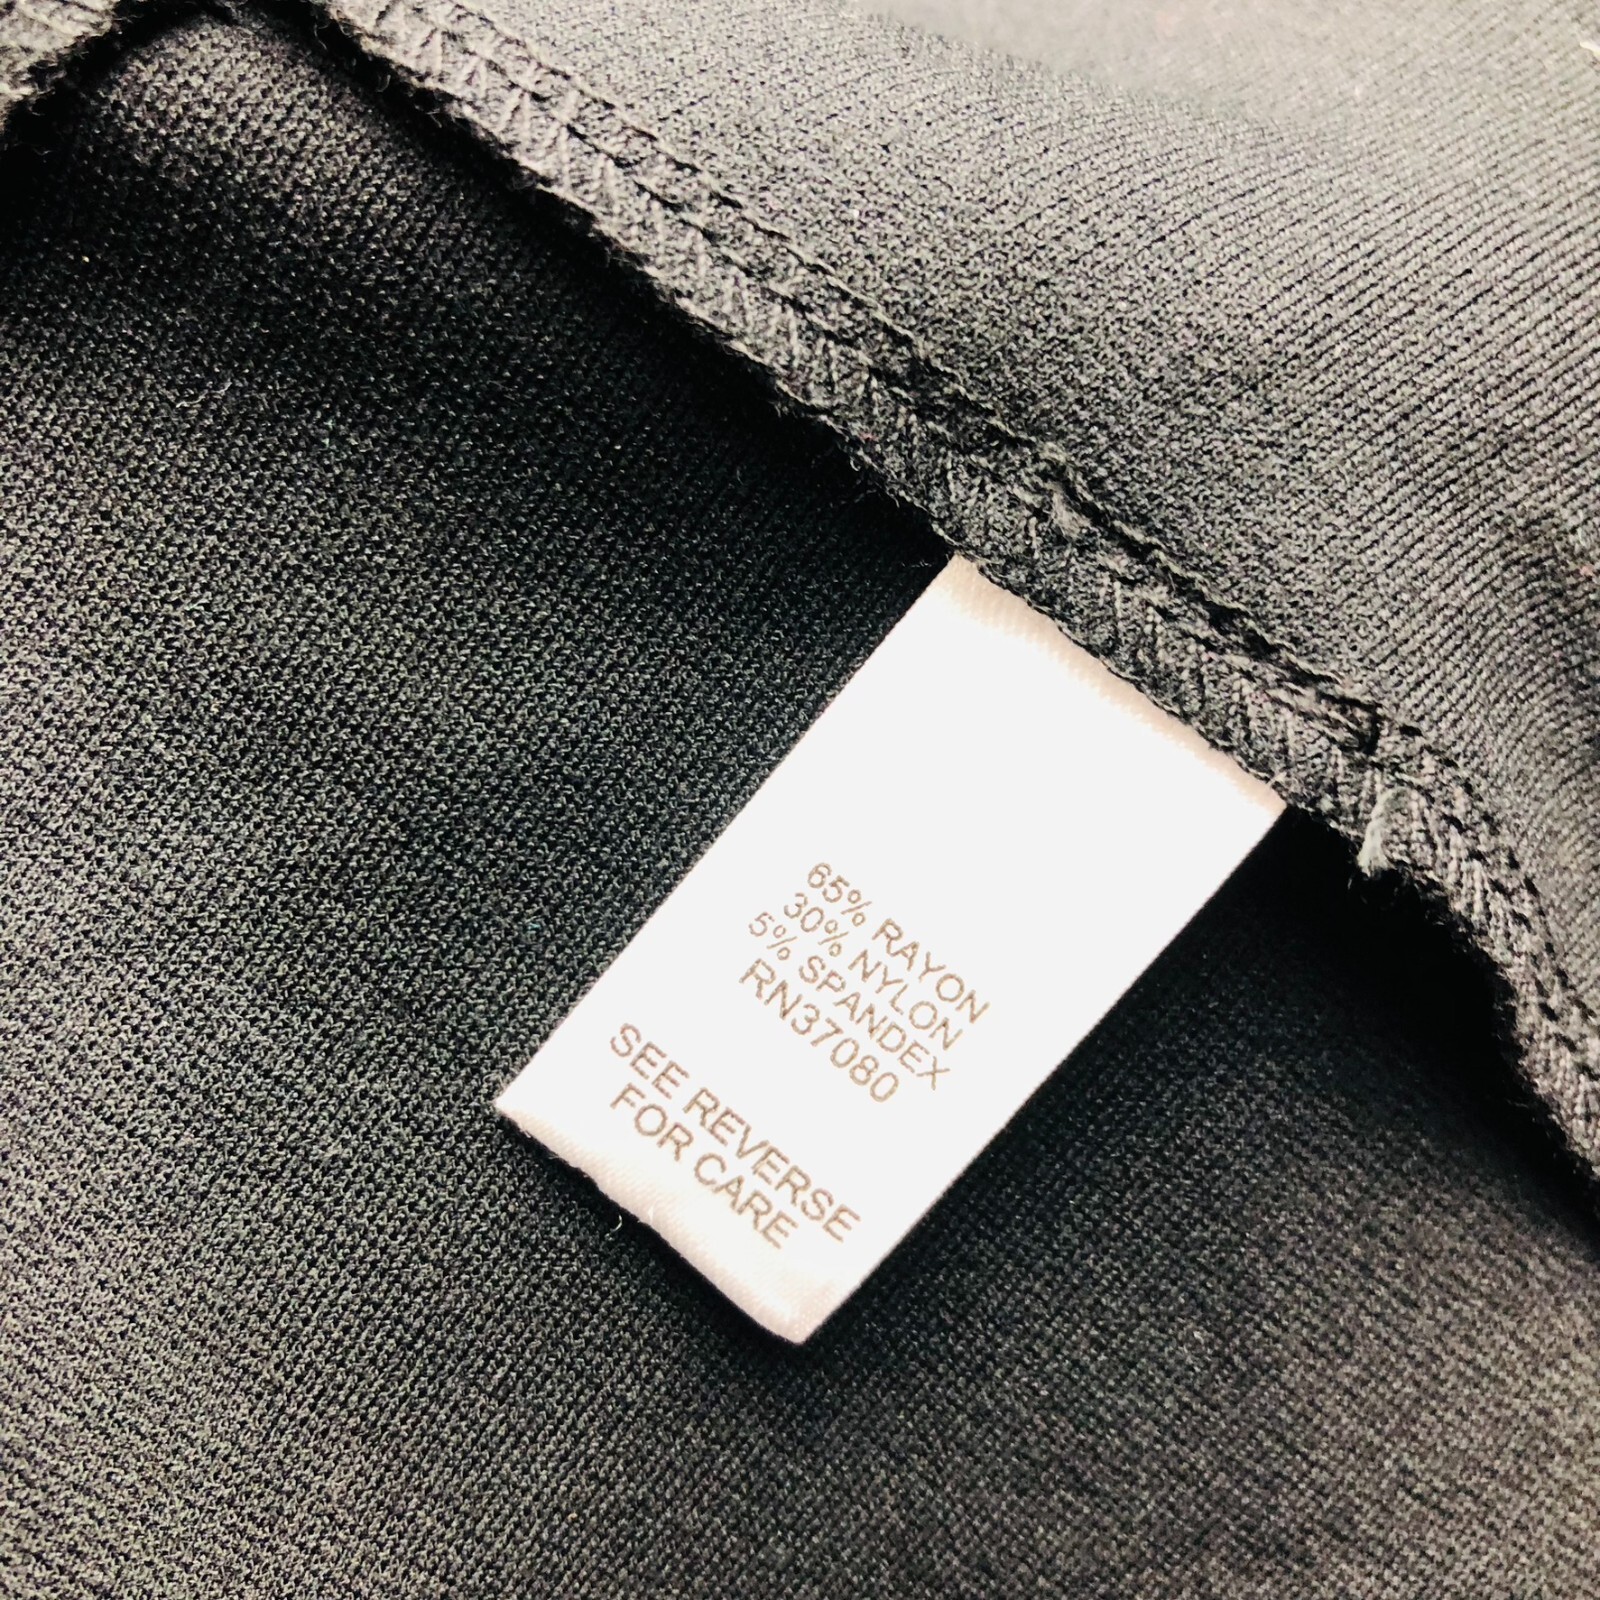 65% RAYON
30% NYLON
5% SPANDEX
RN37080
SEE REVERSE
FOR CARE